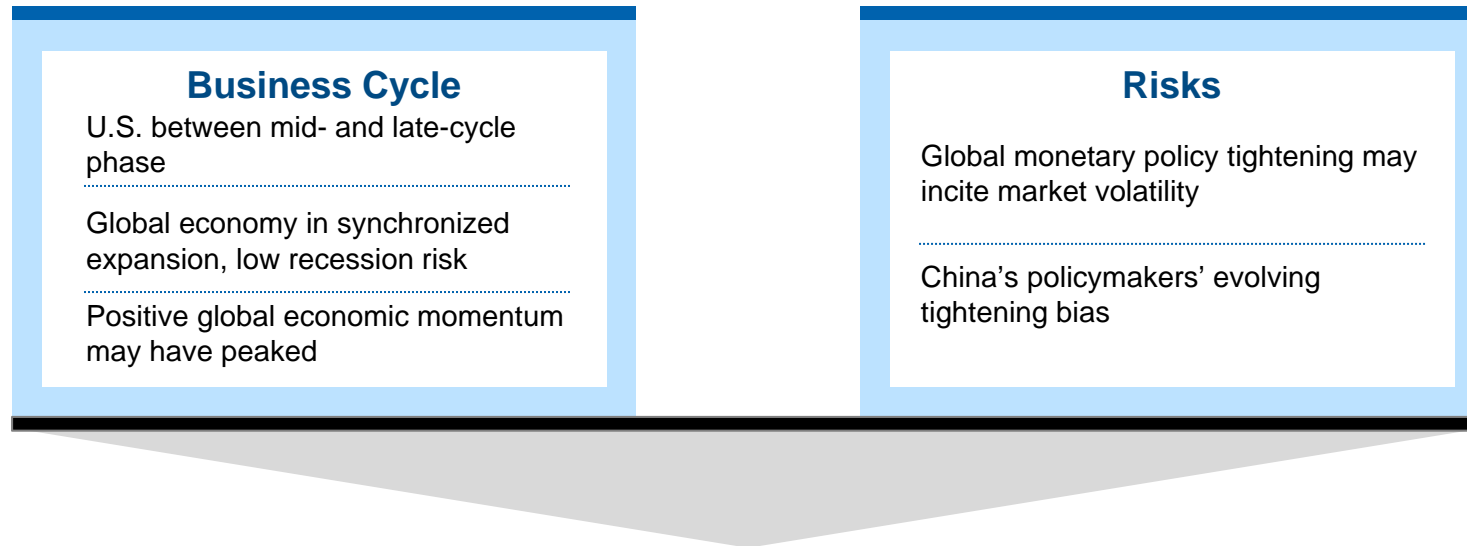 Business Cycle
U.S. between mid- and late-cycle
phase
Global economy in synchronized
expansion, low recession risk
Positive global economic momentum
may have peaked
Risks
Global monetary policy tightening may
incite market volatility
China’s policymakers’ evolving
tightening bias